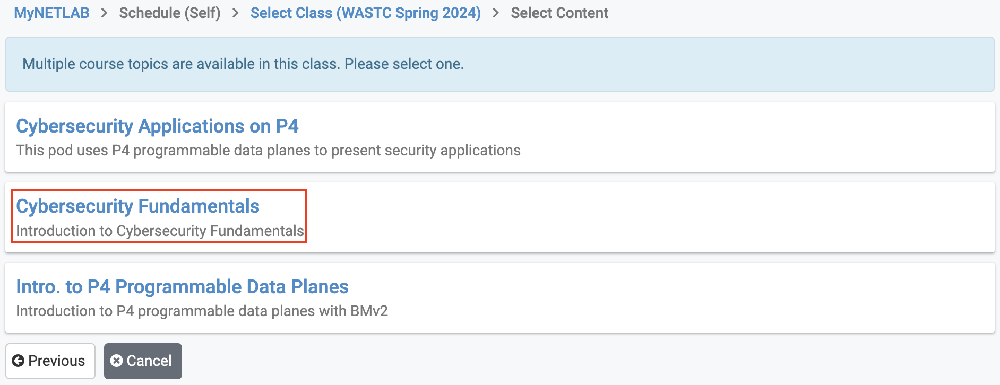 MyNETLAB > Schedule (Self) > Select Class (WASTC Spring 2024) > Select Content
Multiple course topics are available in this class. Please select one.
Cybersecurity Applications on P4
This pod uses P4 programmable data planes to present security applications
Cybersecurity Fundamentals
Introduction to Cybersecurity Fundamentals
Intro. to P4 Programmable Data Planes
Introduction to P4 programmable data planes with BMv2
Previous Cancel